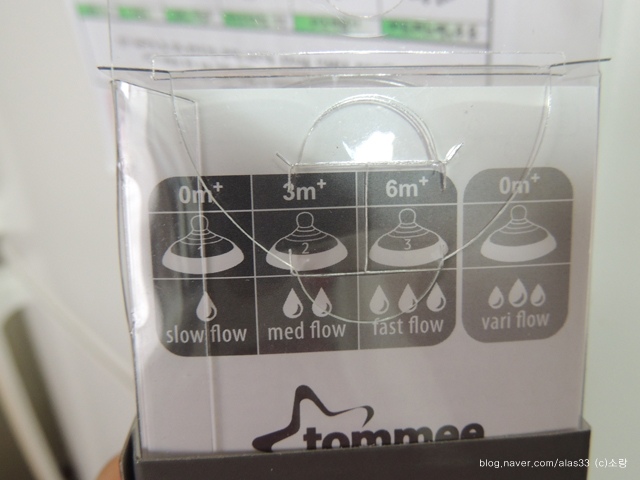 0m+ 3m+ 6m+ 0m+
2 3
slow flow med flow fast flow vari flow
tommee
blog.naver.com/alas33 (c)소랑